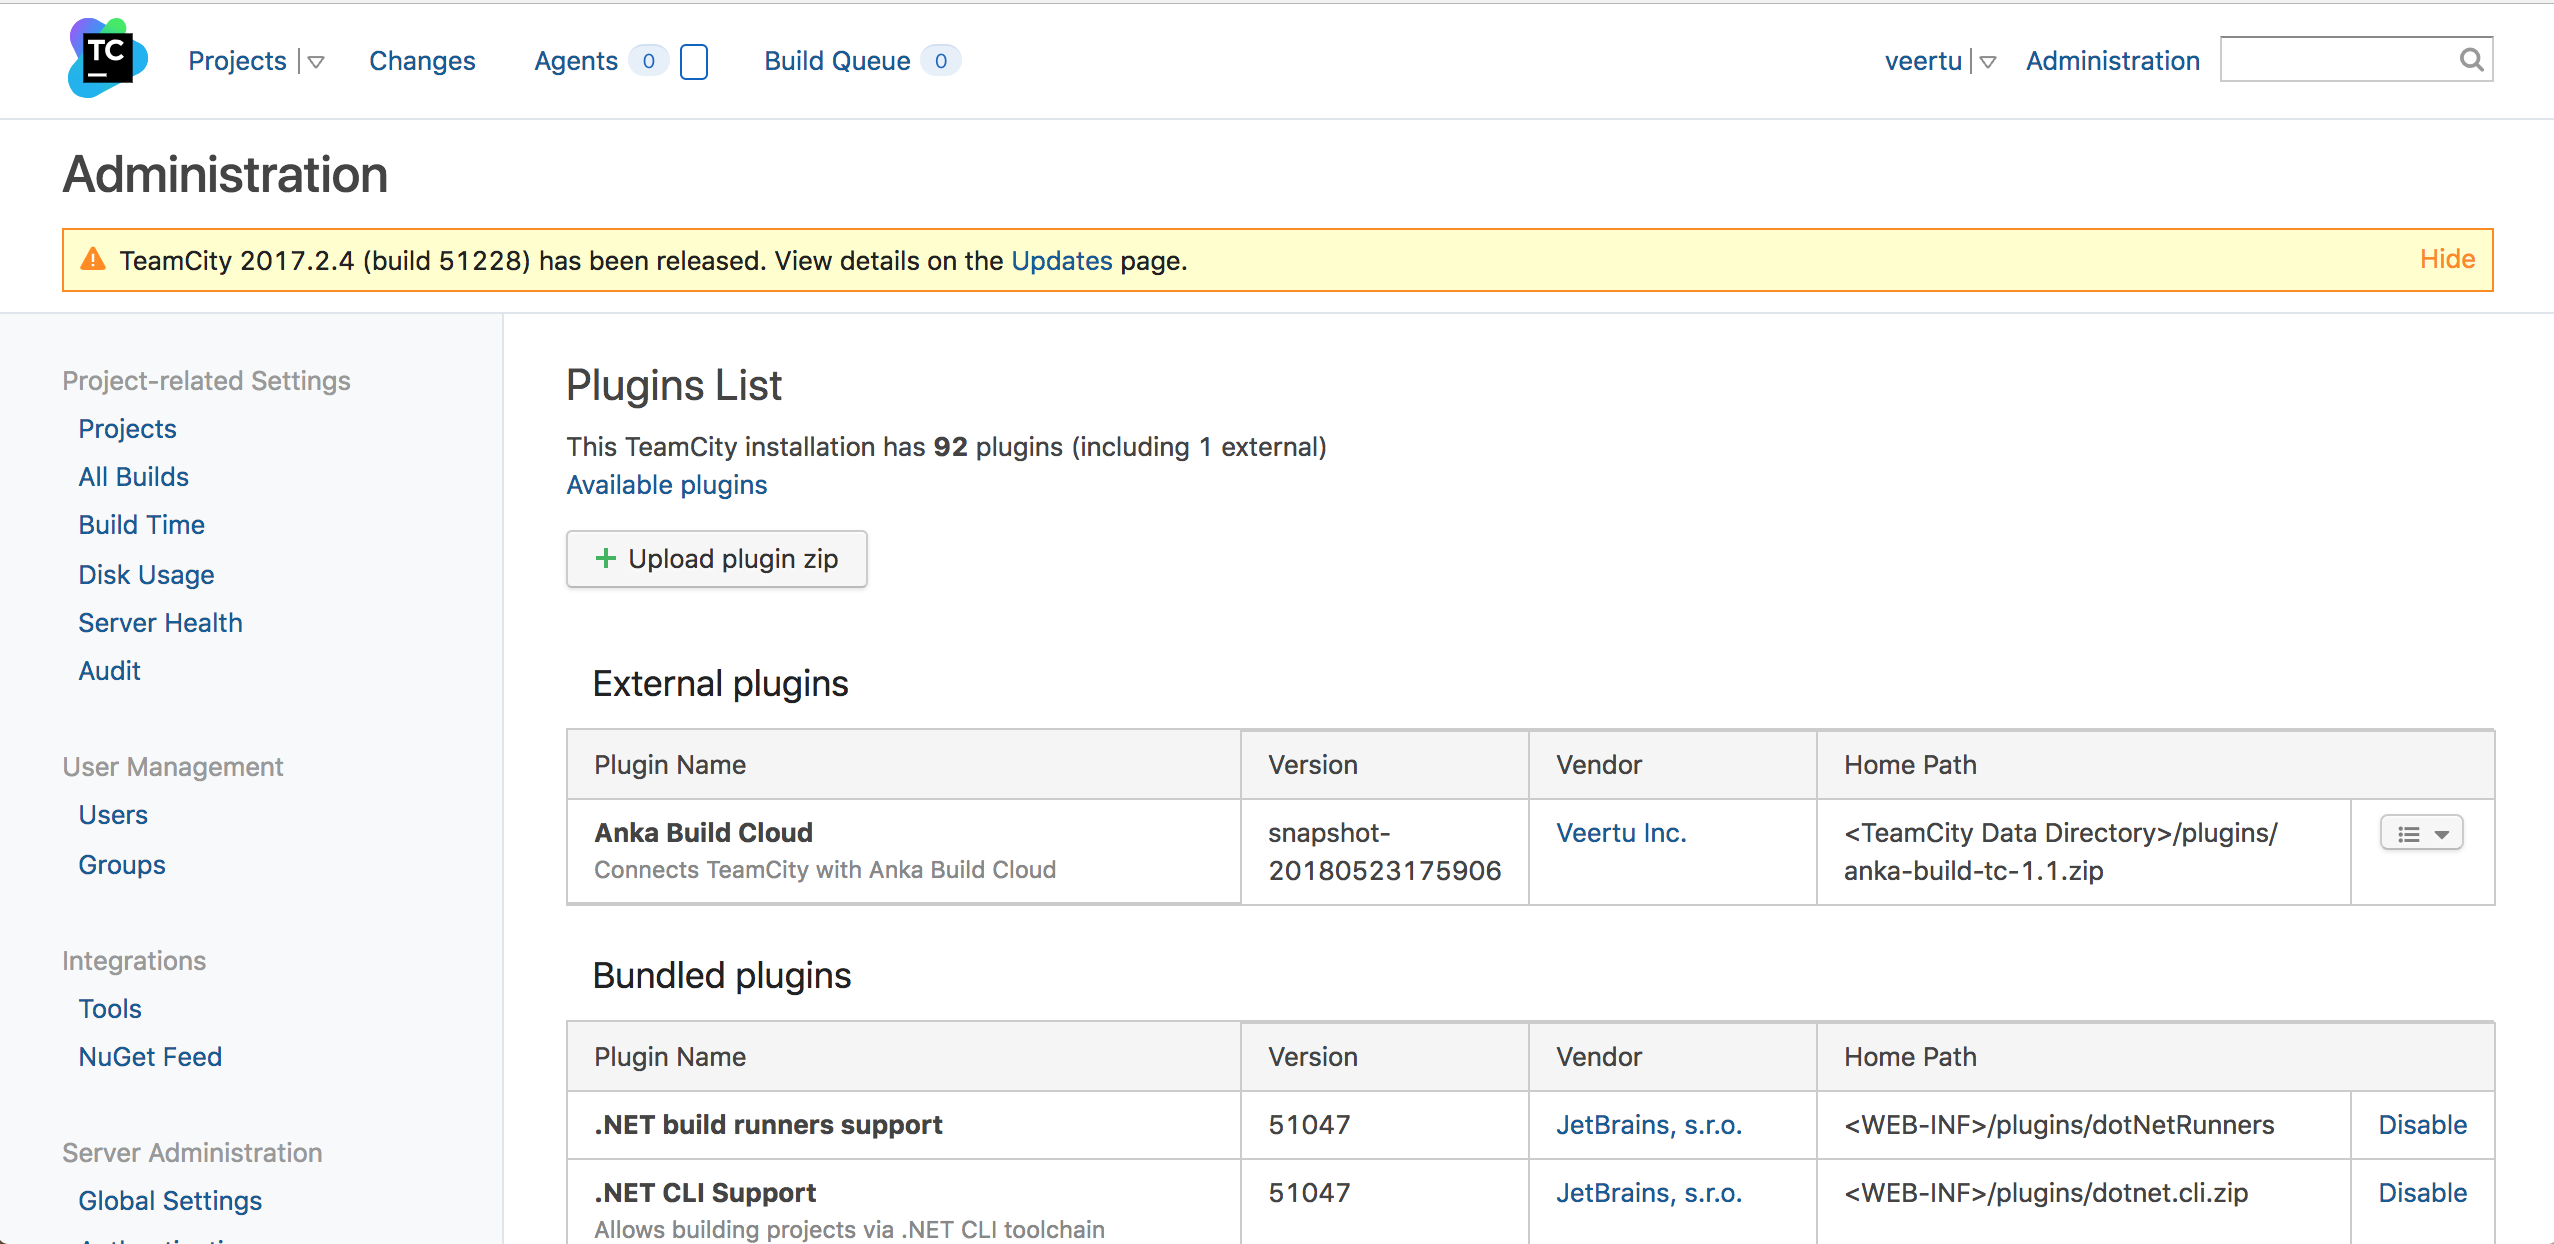 TC
Projects
Changes
Agents 0
Build Queue 0
veertu
Administration
Administration
TeamCity 2017.2.4 (build 51228) has been released. View details on the Updates page.
Hide
Project-related Settings
Projects
All Builds
Build Time
Disk Usage
Server Health
Audit
User Management
Users
Groups
Integrations
Tools
NuGet Feed
Server Administration
Global Settings
Plugins List
This TeamCity installation has 92 plugins (including 1 external)
Available plugins
+ Upload plugin zip
External plugins
Plugin Name Version Vendor Home Path
Anka Build Cloud snapshot- Veertu Inc. <TeamCity Data Directory>/plugins/
Connects TeamCity with Anka Build Cloud 20180523175906 anka-build-tc-1.1.zip
Bundled plugins
Plugin Name Version Vendor Home Path
.NET build runners support 51047 JetBrains, s.r.o. <WEB-INF>/plugins/dotNetRunners Disable
.NET CLI Support 51047 JetBrains, s.r.o. <WEB-INF>/plugins/dotnet.cli.zip Disable
Allows building projects via .NET CLI toolchain